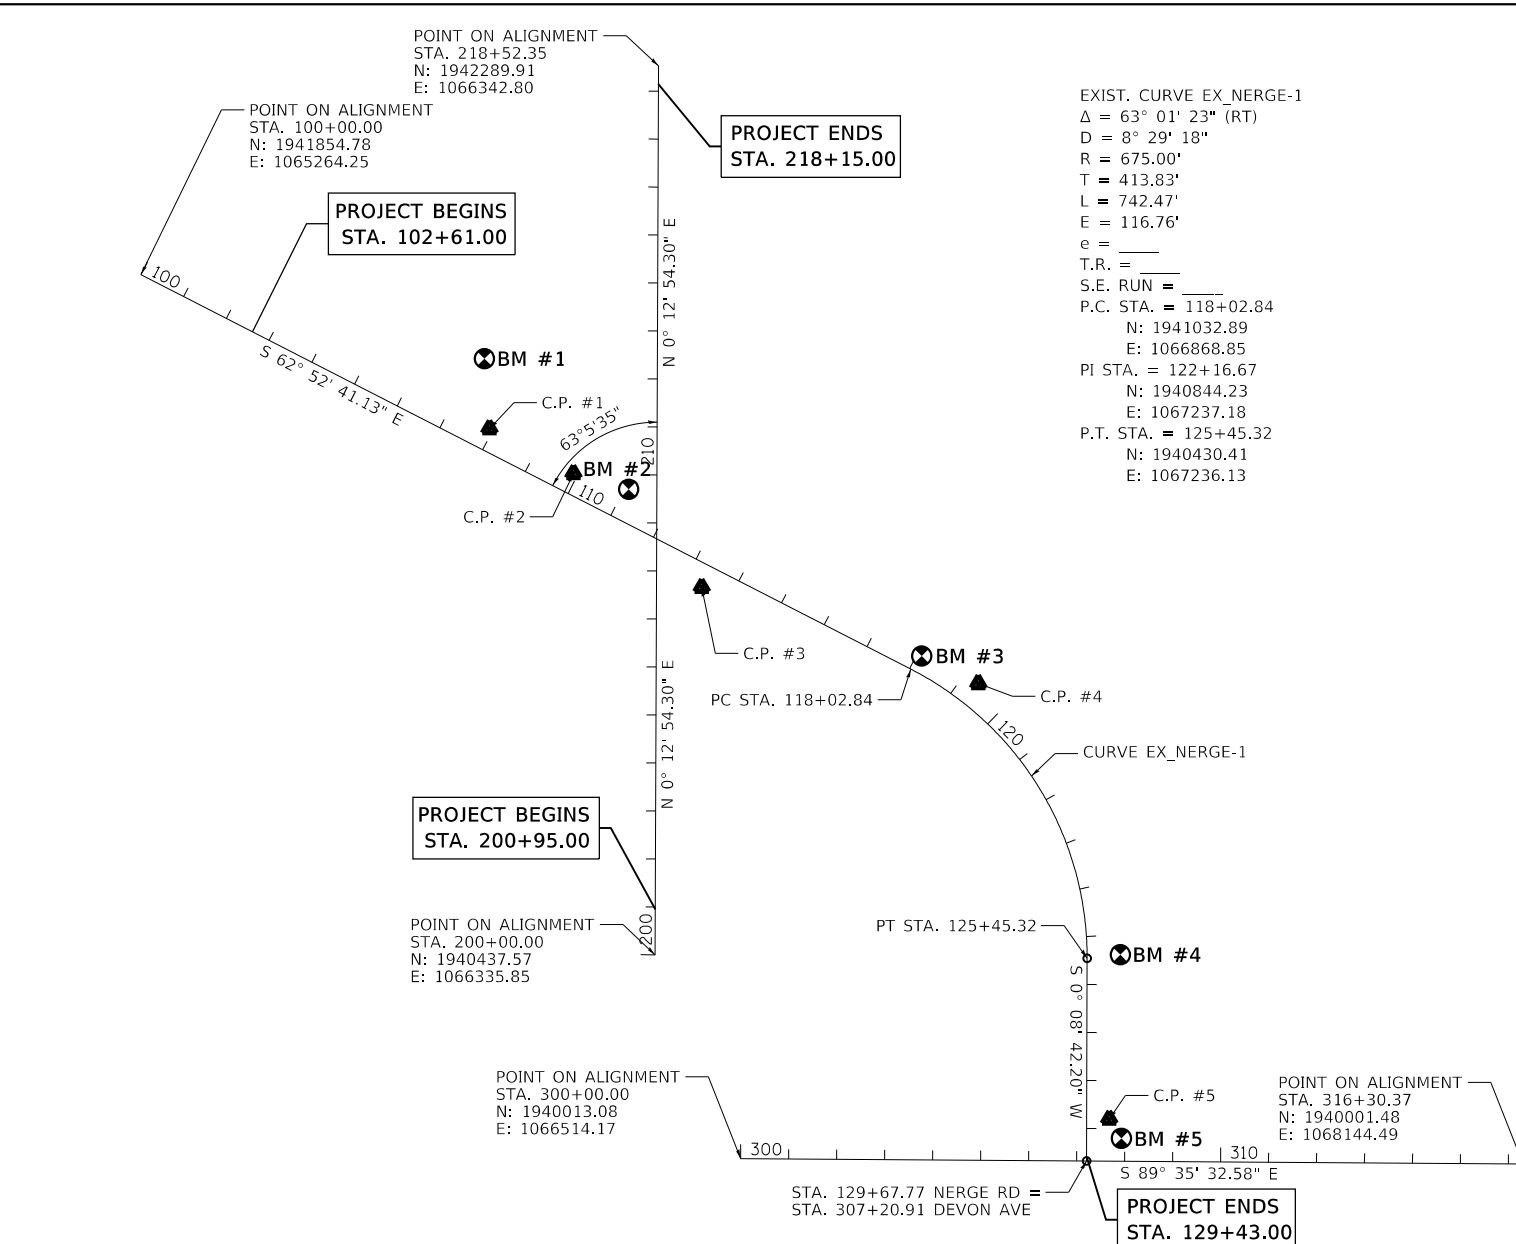 POINT ON ALIGNMENT
STA. 218+52.35
N: 1942289.91
E: 1066342.80
POINT ON ALIGNMENT
STA. 100+00.00
N: 1941854.78
E: 1065264.25
PROJECT ENDS
STA. 218+15.00
PROJECT BEGINS
STA. 102+61.00
EXIST. CURVE EX_NERGE-1
Δ = 63° 01' 23" (RT)
D = 8° 29' 18"
R = 675.00'
T = 413.83'
L = 742.47'
E = 116.76'
e = ____
T.R. = ____
S.E. RUN = ____
P.C. STA. = 118+02.84
N: 1941032.89
E: 1066868.85
PI STA. = 122+16.67
N: 1940844.23
E: 1067237.18
P.T. STA. = 125+45.32
N: 1940430.41
E: 1067236.13
100
S 62° 52' 41.13" E
N 0° 12' 54.30" E
BM #1
C.P. #1
63°5'35"
210
BM #2
110
C.P. #2
C.P. #3
BM #3
PC STA. 118+02.84
C.P. #4
120
CURVE EX_NERGE-1
N 0° 12' 54.30" E
PROJECT BEGINS
STA. 200+95.00
200
POINT ON ALIGNMENT
STA. 200+00.00
N: 1940437.57
E: 1066335.85
PT STA. 125+45.32
BM #4
S 0° 08' 42.20" W
POINT ON ALIGNMENT
STA. 300+00.00
N: 1940013.08
E: 1066514.17
C.P. #5
BM #5
POINT ON ALIGNMENT
STA. 316+30.37
N: 1940001.48
E: 1068144.49
300
310
S 89° 35' 32.58" E
STA. 129+67.77 NERGE RD =
STA. 307+20.91 DEVON AVE
PROJECT ENDS
STA. 129+43.00